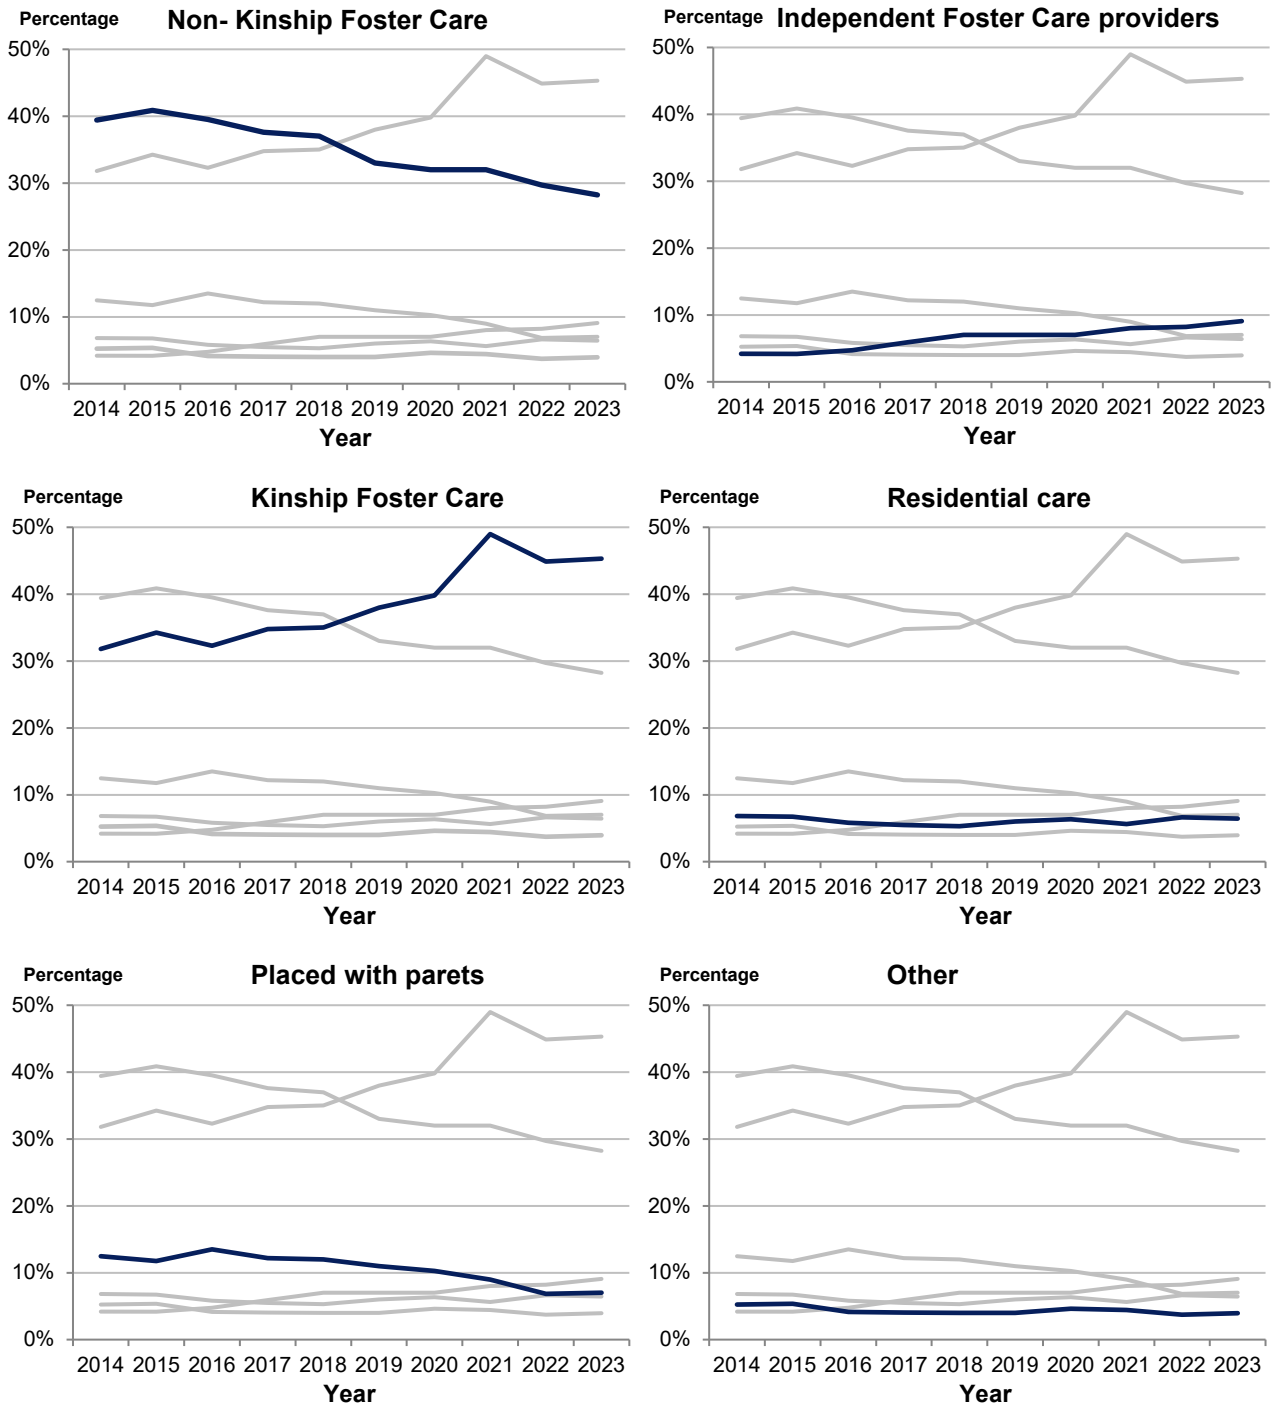 Percentage Non- Kinship Foster Care
50%
40%
30%
20%
10%
0%
2014 2015 2016 2017 2018 2019 2020 2021 2022 2023
Year
Percentage Independent Foster Care providers
50%
40%
30%
20%
10%
0%
2014 2015 2016 2017 2018 2019 2020 2021 2022 2023
Year
Percentage Kinship Foster Care
50%
40%
30%
20%
10%
0%
2014 2015 2016 2017 2018 2019 2020 2021 2022 2023
Year
Percentage Residential care
50%
40%
30%
20%
10%
0%
2014 2015 2016 2017 2018 2019 2020 2021 2022 2023
Year
Percentage Placed with parets
50%
40%
30%
20%
10%
0%
2014 2015 2016 2017 2018 2019 2020 2021 2022 2023
Year
Percentage Other
50%
40%
30%
20%
10%
0%
2014 2015 2016 2017 2018 2019 2020 2021 2022 2023
Year